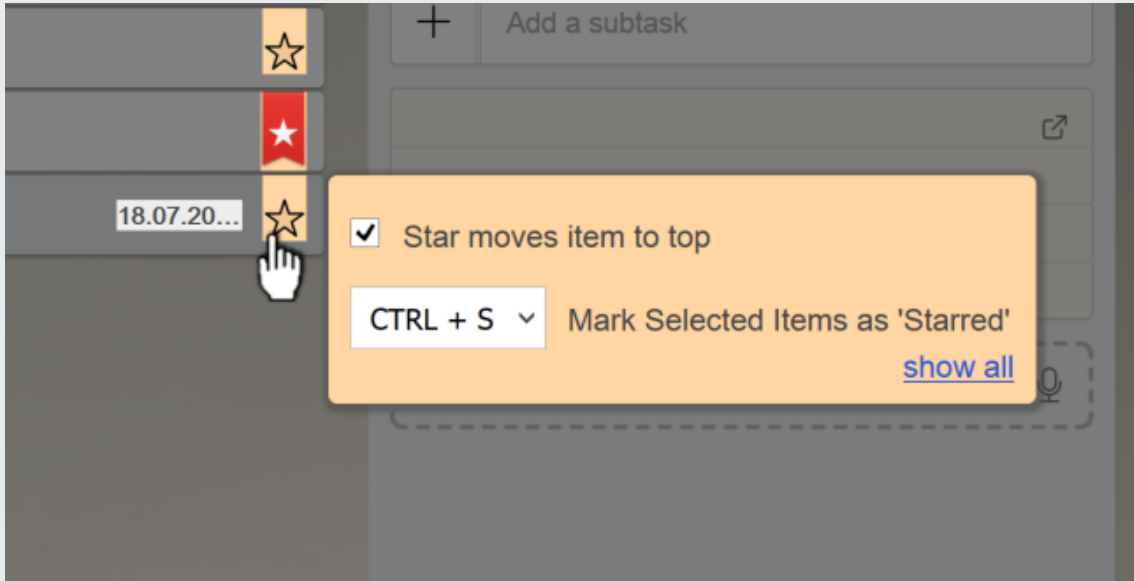 Add a subtask
18.07.20...
Star moves item to top
CTRL + S
Mark Selected Items as 'Starred'
show all